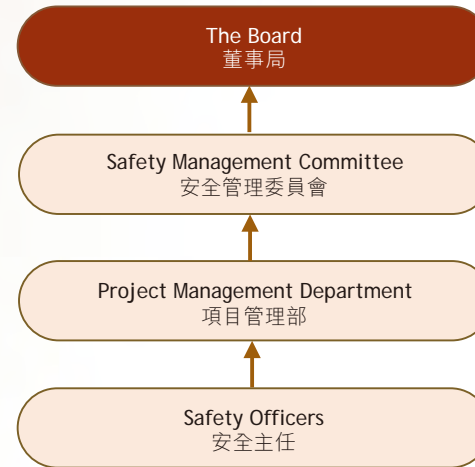 The Board
董事局
Safety Management Committee
安全管理委員會
Project Management Department
項目管理部
Safety Officers
安全主任